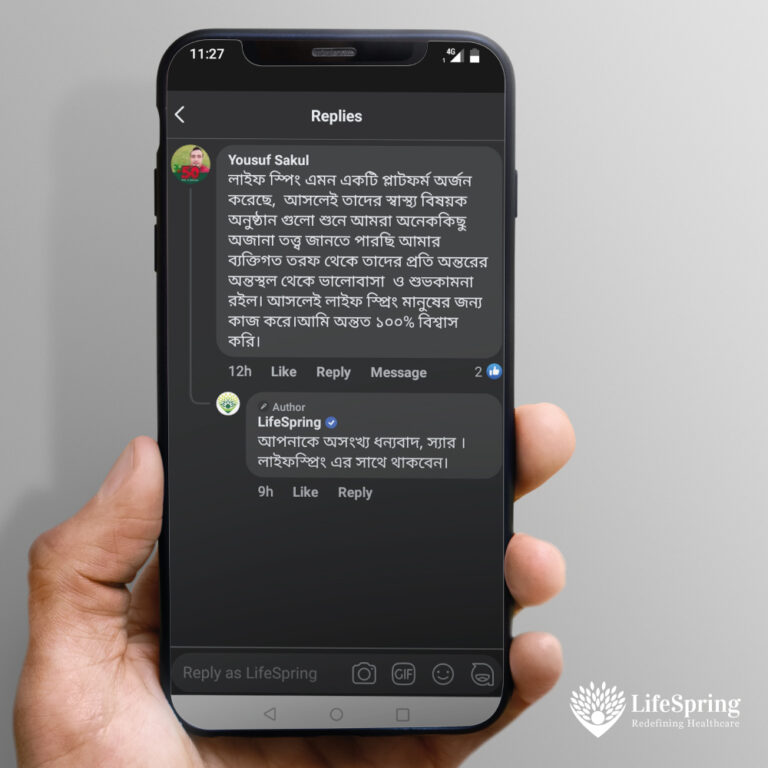 11:27
4G
1
Replies
Yousuf Sakul
লাইফ স্পিং এমন একটি প্লাটফর্ম অর্জন
করেছে, আসলেই তাদের স্বাস্থ্য বিষয়ক
অনুষ্ঠান গুলো শুনে আমরা অনেককিছু
অজানা তত্ত্ব জানতে পারছি আমার
ব্যক্তিগত তরফ থেকে তাদের প্রতি অন্তরের
অন্তস্থল থেকে ভালোবাসা ও শুভকামনা
রইল। আসলেই লাইফ স্প্রিং মানুষের জন্য
কাজ করে।আমি অন্তত ১০০% বিশ্বাস
করি।
12h Like Reply Message 2
Author
LifeSpring
আপনাকে অসংখ্য ধন্যবাদ, স্যার ।
লাইফস্প্রিং এর সাথে থাকবেন।
9h Like Reply
Reply as LifeSpring
GIF
LifeSpring
Redefining Healthcare